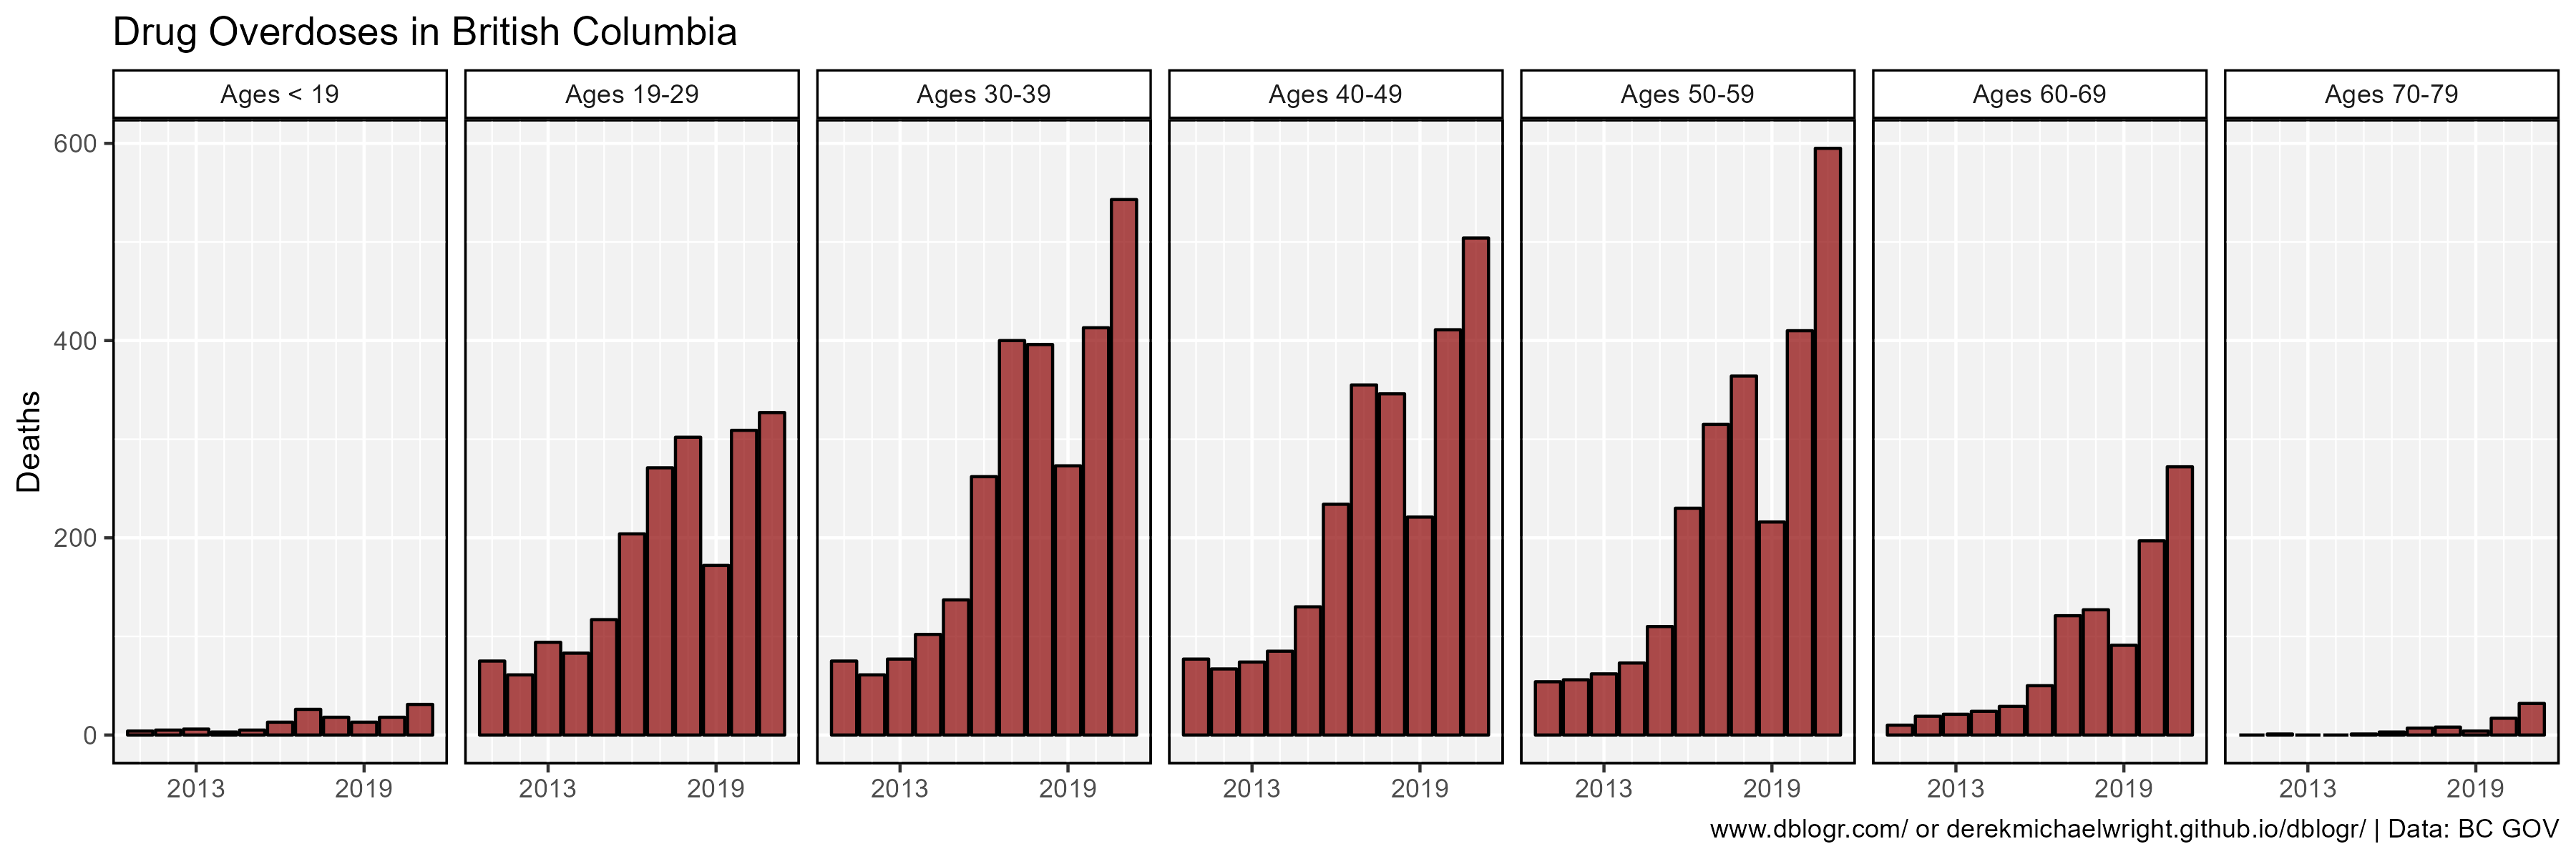 Drug Overdoses in British Columbia
Ages < 19
Ages 19-29
Ages 30-39
Ages 40-49
Ages 50-59
Ages 60-69
Ages 70-79
Deaths
600
400
200
0
2013 2019
2013 2019
2013 2019
2013 2019
2013 2019
2013 2019
2013 2019
www.dblogr.com/ or derekmichaelwright.github.io/dblogr/ | Data: BC GOV